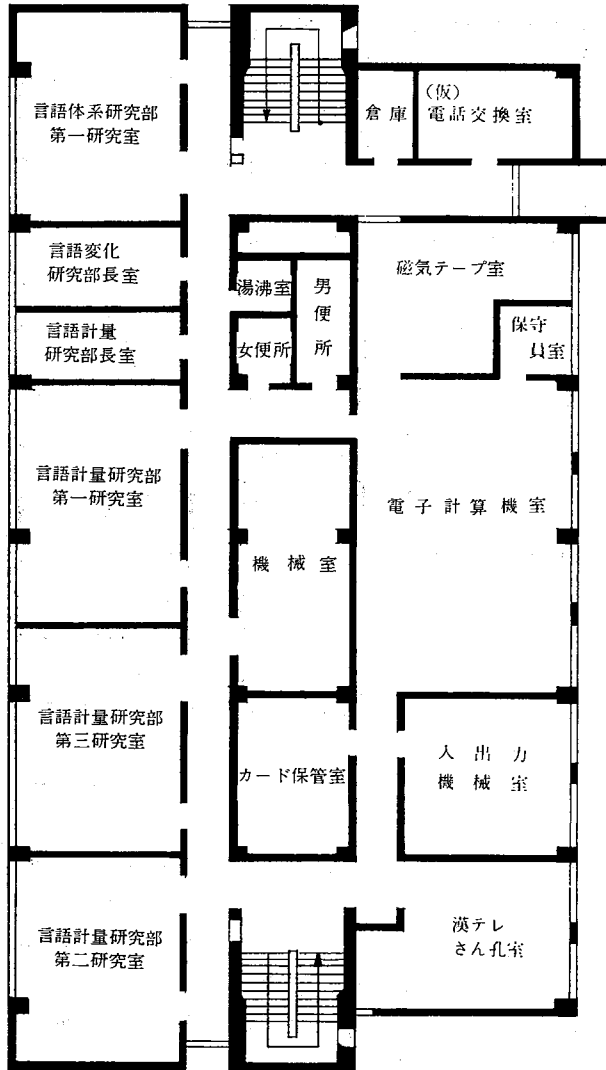 言語体系研究部
第一研究室
倉庫
（仮）
電話交換室
言語変化
研究部長室
湯沸室
男便所
磁気テープ室
言語計量
研究部長室
女便所
保守
員室
言語計量研究部
第一研究室
機械室
電子計算機室
言語計量研究部
第三研究室
カード保管室
入出力
機械室
言語計量研究部
第二研究室
漢テレ
さん孔室